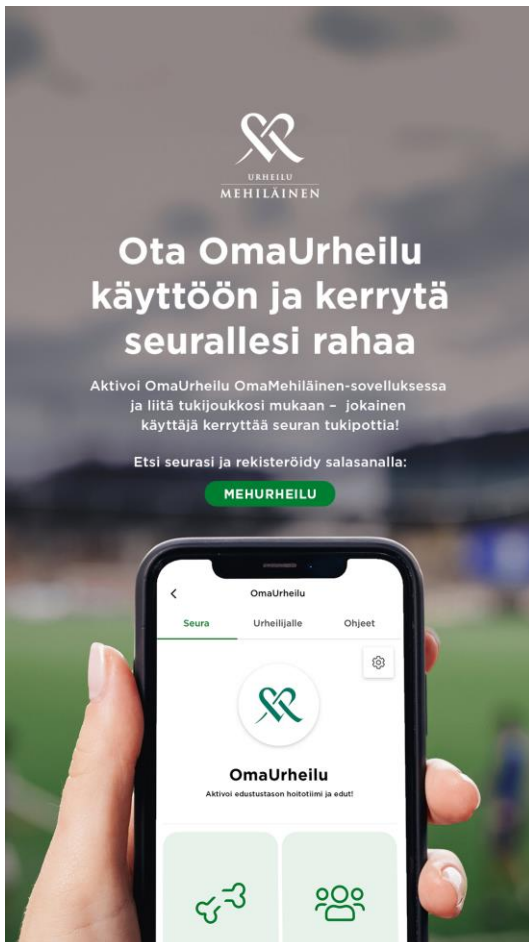 URHEILU
MEHILÄINEN
Ota OmaUrheilu
käyttöön ja kerrytä
seurallesi rahaa
Aktivoi OmaUrheilu OmaMehiläinen-sovelluksessa
ja liitä tukijoukkosi mukaan – jokainen
käyttäjä kerryttää seuran tukipottia!
Etsi seurasi ja rekisteröidy salasanalla:
MEHURHEILU
OmaUrheilu
Seura Urheilijalle Ohjeet
OmaUrheilu
Aktivoi edustustason hoitotiimi ja edut!